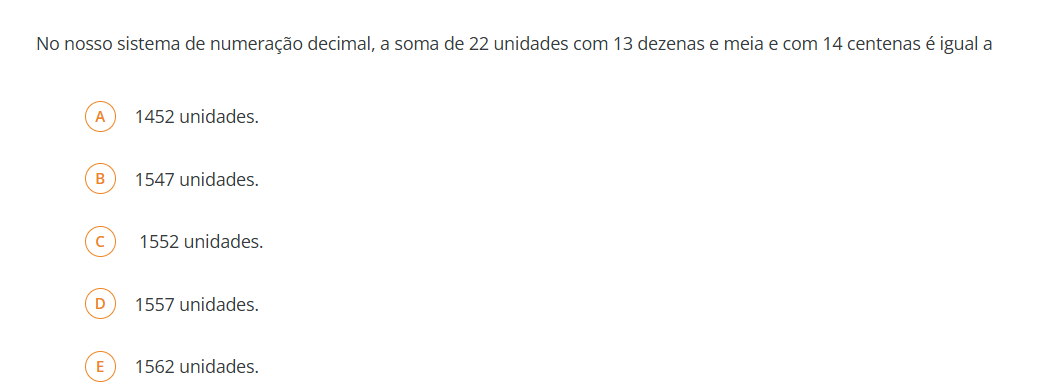 No nosso sistema de numeração decimal, a soma de 22 unidades com 13 dezenas e meia e com 14 centenas é igual a
A 1452 unidades.
B 1547 unidades.
C 1552 unidades.
D 1557 unidades.
E 1562 unidades.